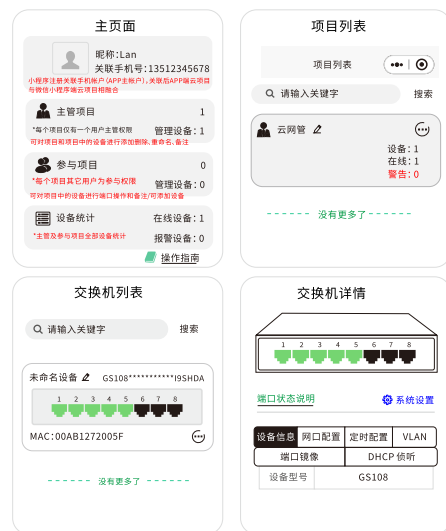 主页面
昵称:Lan
关联手机号:13512345678
小程序注册关联手机帐户(APP主帐户),关联后APP端云项目
与微信小程序端云项目相融合
主管项目 1
*每个项目仅有一个用户主管权限 管理设备:1
可对项目和项目中的设备进行添加删除、重命名、备注
参与项目 0
*每个项目其它用户为参与权限 管理设备:0
可对项目中的设备进行端口操作和备注/可添加设备
设备统计 在线设备:1
*主管及参与项目全部设备统计 报警设备:0
操作指南
项目列表
项目列表
请输入关键字 搜索
云网管
设备:1
在线:1
警告:0
------ 没有更多了------
交换机列表
请输入关键字 搜索
未命名设备 GS108***********I9SHDA
1 2 3 4 5 6 7 8
MAC:00AB1272005F
------ 没有更多了 ------
交换机详情
1 2 3 4 5 6 7 8
端口状态说明 系统设置
设备信息 网口配置 定时配置 VLAN
端口镜像 DHCP 侦听
设备型号 GS108